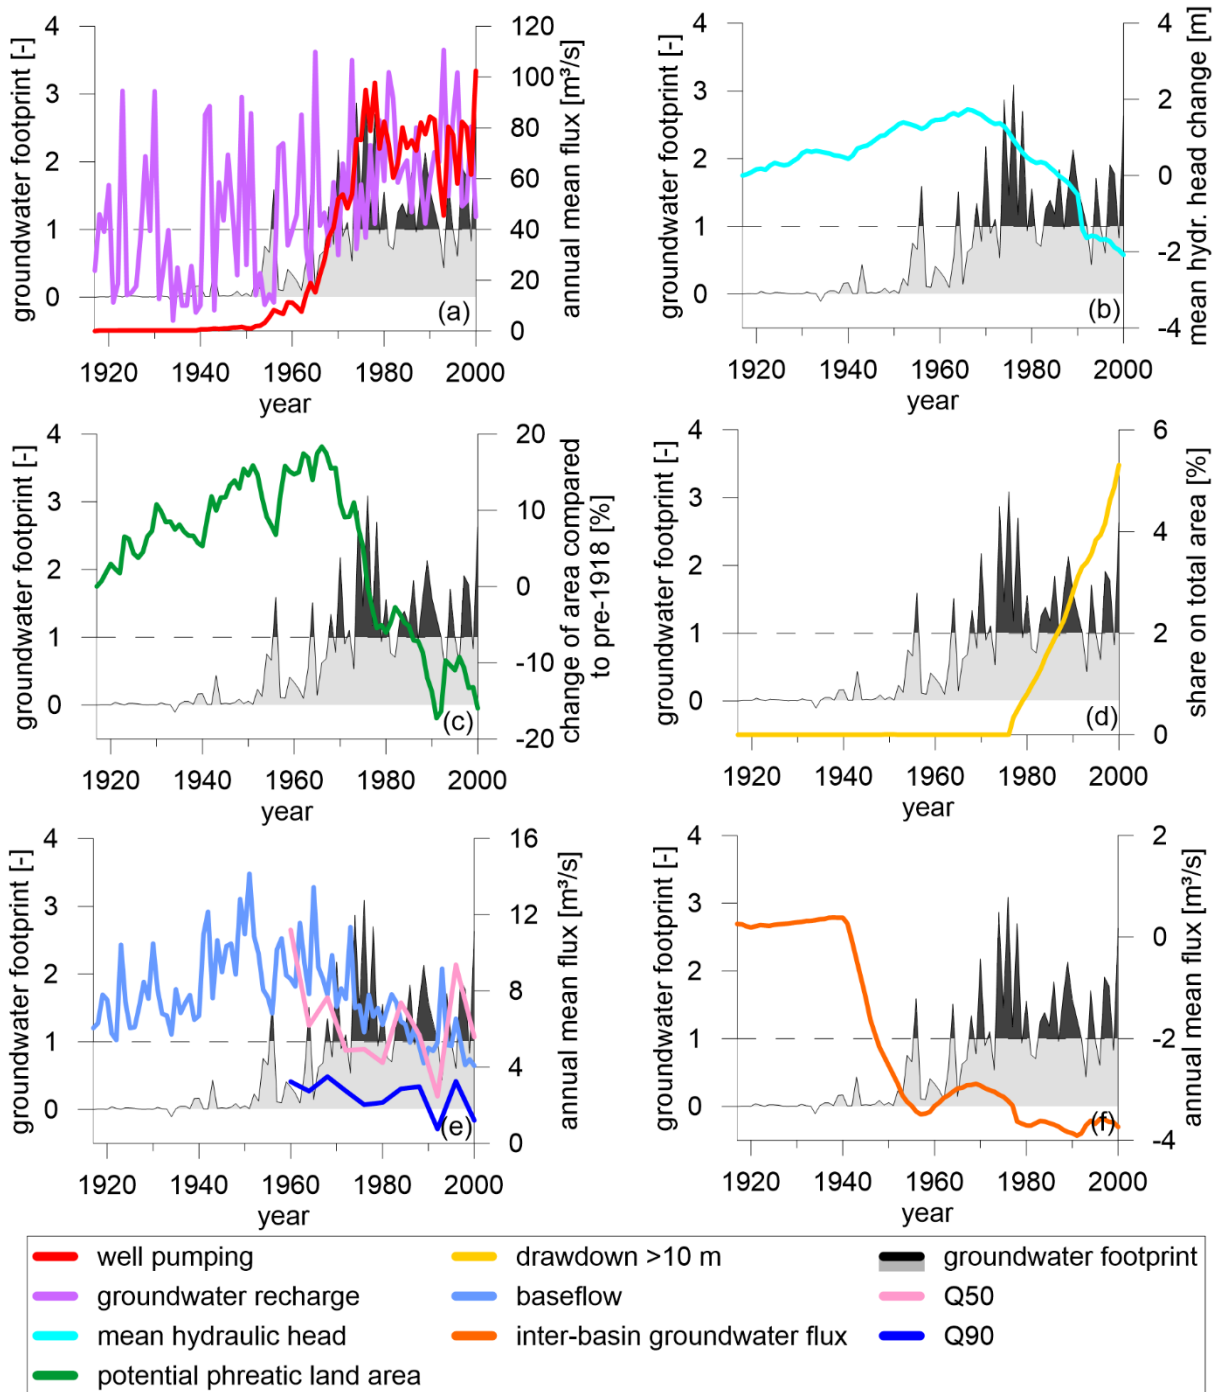 groundwater footprint [-]
4
3
2
1
0
120
100
80
60
40
20
0
annual mean flux [m³/s]
(a)
1920 1940 1960 1980 2000
year
groundwater footprint [-]
4
3
2
1
0
4
2
0
-2
-4
mean hydr. head change [m]
(b)
1920 1940 1960 1980 2000
year
groundwater footprint [-]
4
3
2
1
0
20
10
0
-10
-20
change of area compared
to pre-1918 [%]
(c)
1920 1940 1960 1980 2000
year
groundwater footprint [-]
4
3
2
1
0
6
4
2
0
share on total area [%]
(d)
1920 1940 1960 1980 2000
year
groundwater footprint [-]
4
3
2
1
0
16
12
8
4
0
annual mean flux [m³/s]
(e)
1920 1940 1960 1980 2000
year
groundwater footprint [-]
4
3
2
1
0
2
0
-2
-4
annual mean flux [m³/s]
(f)
1920 1940 1960 1980 2000
year
well pumping
groundwater recharge
mean hydraulic head
potential phreatic land area
drawdown >10 m
baseflow
inter-basin groundwater flux
groundwater footprint
Q50
Q90